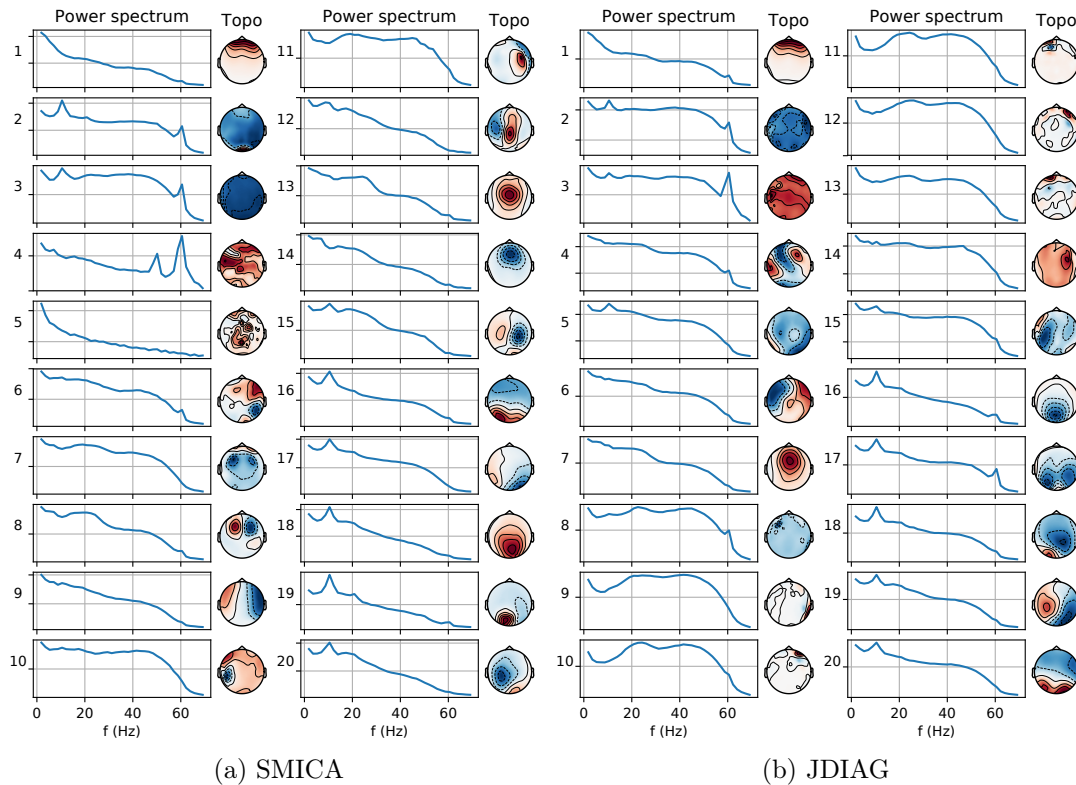 Power spectrum Topo Power spectrum Topo Power spectrum Topo Power spectrum Topo
1 11 1 11
2 12 2 12
3 13 3 13
4 14 4 14
5 15 5 15
6 16 6 16
7 17 7 17
8 18 8 18
9 19 9 19
10 20 10 20
0 20 40 60 0 20 40 60 0 20 40 60 0 20 40 60
f (Hz) f (Hz) f (Hz) f (Hz)
(a) SMICA (b) JDIAG